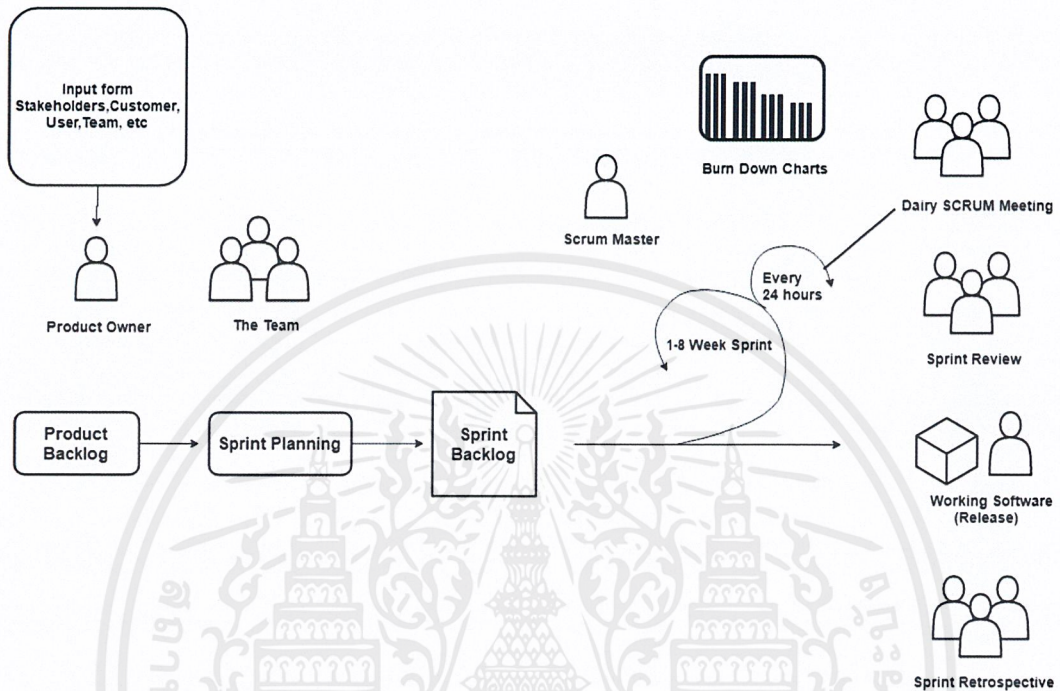 Input form
Stakeholders,Customer,
User,Team, etc
Burn Down Charts
Scrum Master
Dairy SCRUM Meeting
Product Owner
The Team
Every
24 hours
1-8 Week Sprint
Sprint Review
Product
Backlog
Sprint Planning
Sprint
Backlog
Working Software
(Release)
Sprint Retrospective